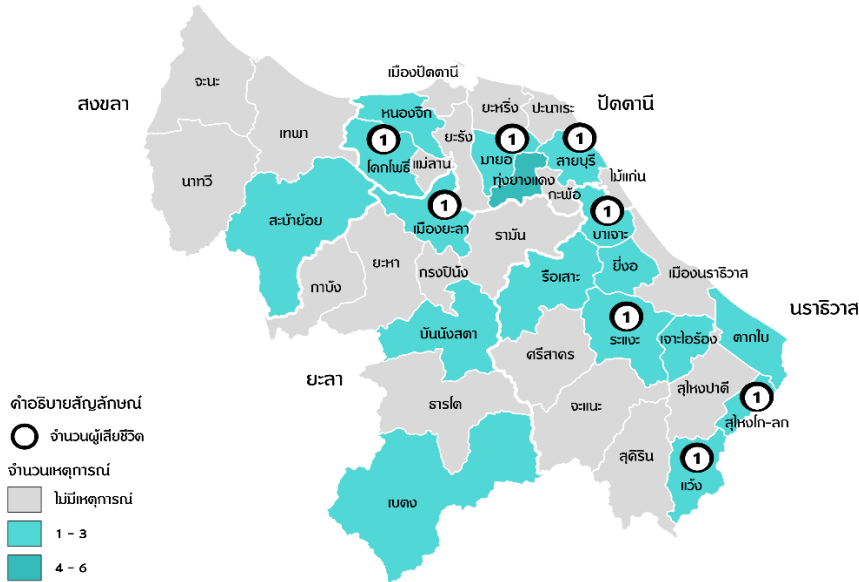 สงขลา
จะนะ
เทพา
นาทวี
สะบ้าย้อย
เมืองปัตตานี
ปัตตานี
หนองจิก
ยะหริ่ง
ปะนาเระ
1
โคกโพธิ์
แม่ลาน
ยะรัง
1
มายอ
ทุ่งยางแดง
1
สายบุรี
ไม้แก่น
กะพ้อ
1
เมืองยะลา
รามัน
1
บาเจาะ
ยะหา
กาบัง
กรงปินัง
รือเสาะ
ยี่งอ
เมืองนราธิวาส
นราธิวาส
บันนังสตา
1
ระแงะ
เจาะไอร้อง
ตากใบ
ศรีสาคร
ยะลา
ธารโต
จะแนะ
สุไหงปาดี
1
สุไหงโก-ลก
สุคิริน
1
แว้ง
เบตง
คำอธิบายสัญลักษณ์
จำนวนผู้เสียชีวิต
จำนวนเหตุการณ์
ไม่มีเหตุการณ์
1 - 3
4 - 6